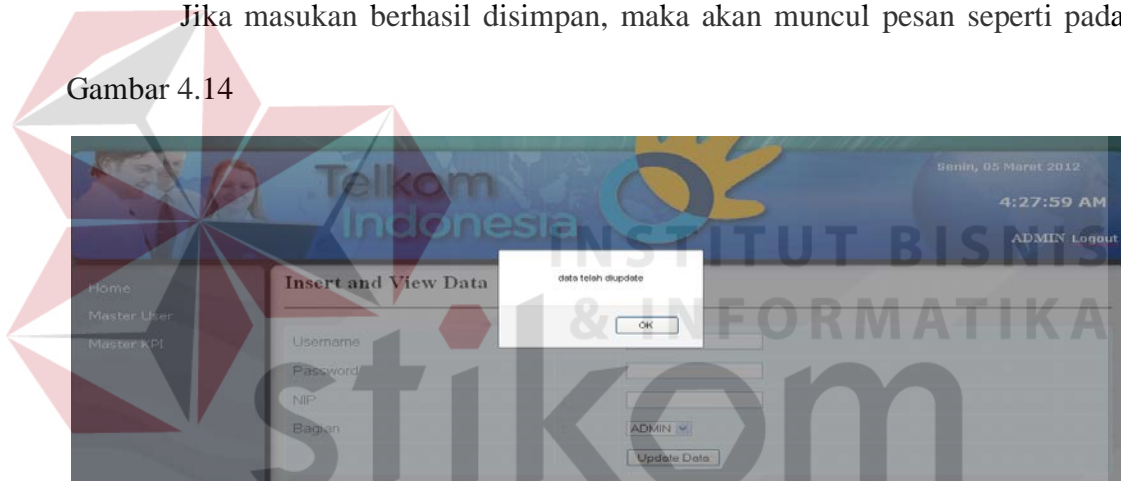 Jika masukan berhasil disimpan, maka akan muncul pesan seperti pada
Gambar 4.14
Telkom
Indonesia
Senin, 05 Maret 2012
4:27:59 AM
ADMIN Logout
INSTITUT BISNIS
& INFORMATIKA
stikom
Home
Master User
Master KPI
Insert and View Data
data telah diupdate
OK
Username
Password
NIP
Bagian
:
ADMIN
Update Data